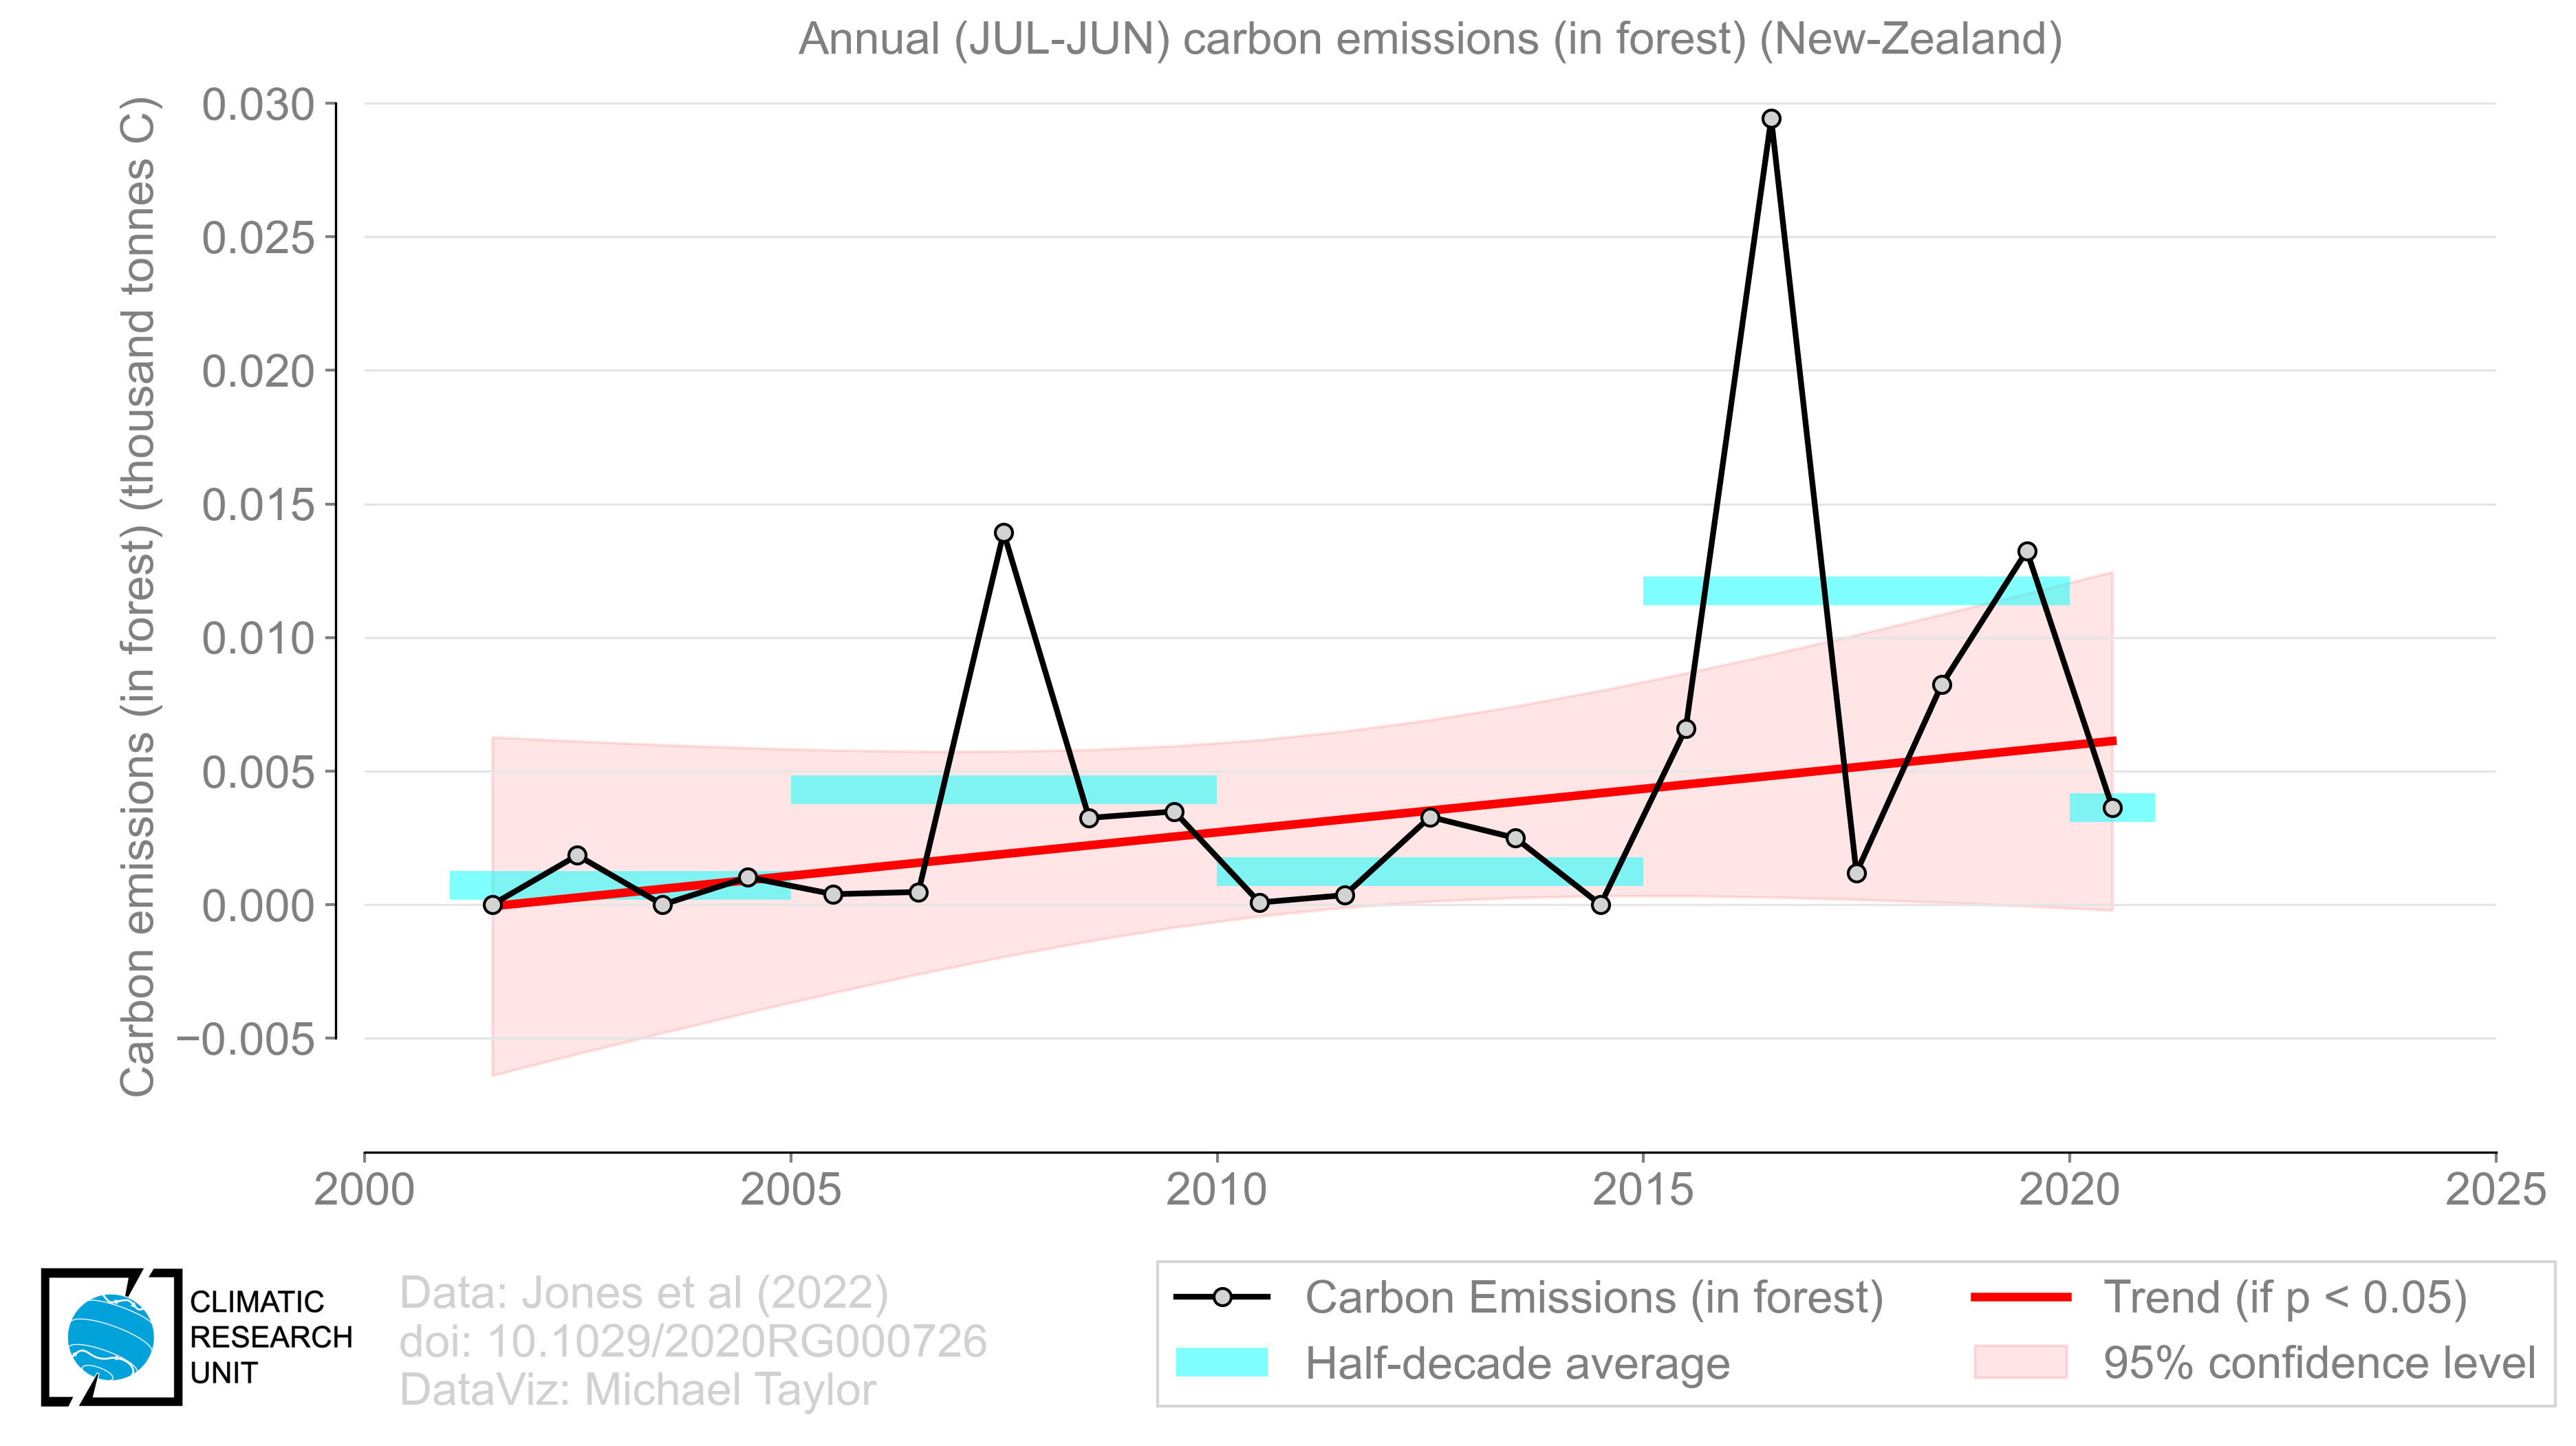 Annual (JUL-JUN) carbon emissions (in forest) (New-Zealand)
Carbon emissions (in forest) (thousand tonnes C)
0.030
0.025
0.020
0.015
0.010
0.005
0.000
−0.005
2000 2005 2010 2015 2020 2025
CLIMATIC
RESEARCH
UNIT
Data: Jones et al (2022)
doi: 10.1029/2020RG000726
DataViz: Michael Taylor
Carbon Emissions (in forest)
Half-decade average
Trend (if p < 0.05)
95% confidence level